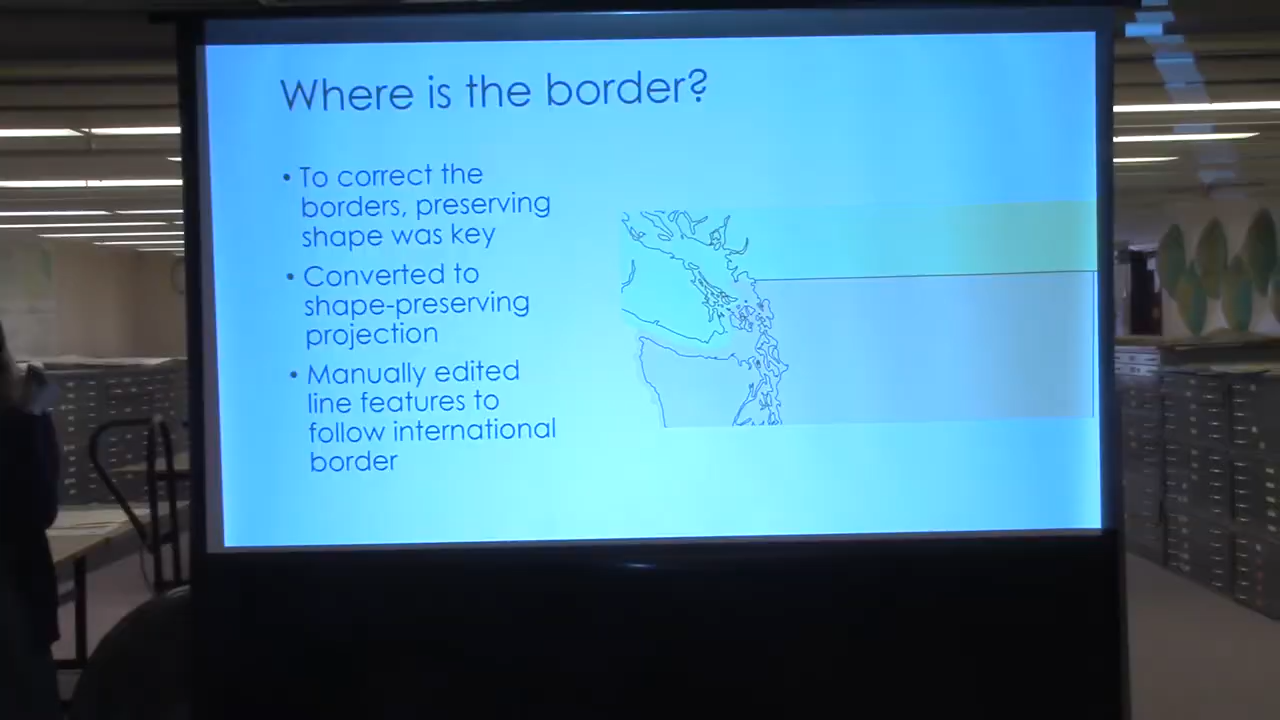 Where is the border?
• To correct the
borders, preserving
shape was key
• Converted to
shape-preserving
projection
• Manually edited
line features to
follow international
border